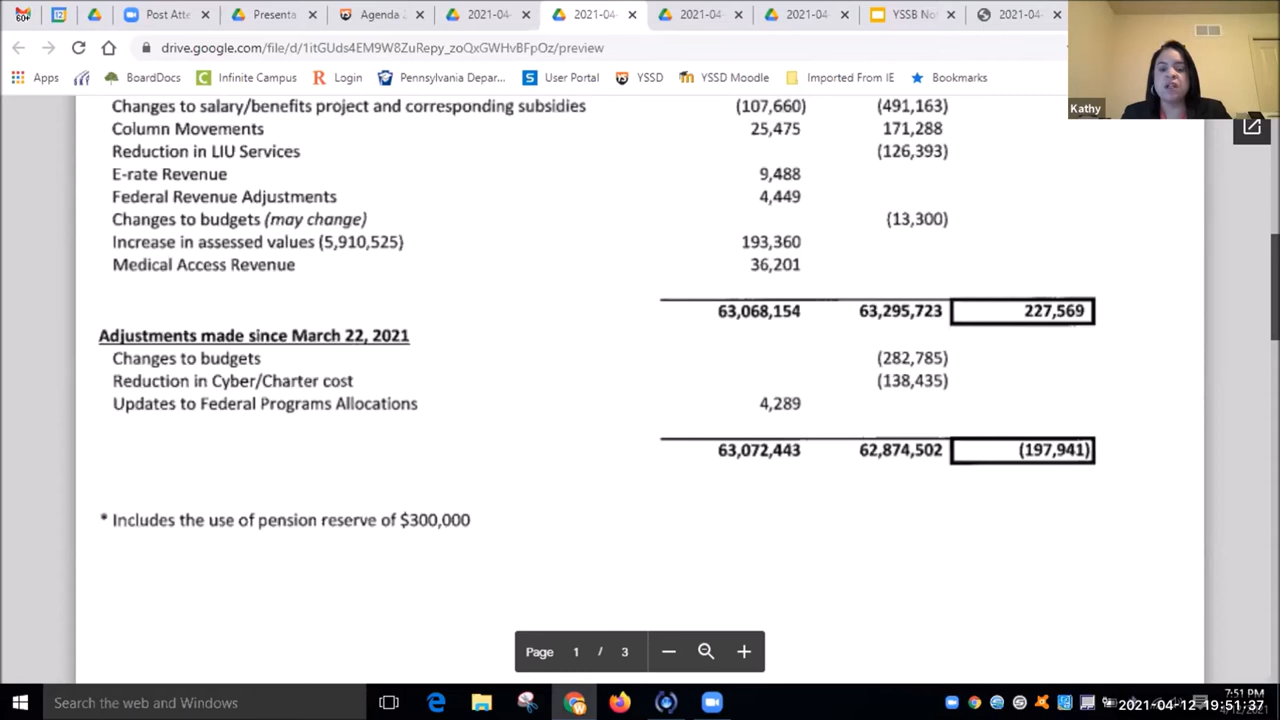 60+
Post Atte
Presenta
Agenda 2
2021-04-
2021-04-
2021-04-
2021-04-
YSSB No
2021-04-
drive.google.com/file/d/1itGUds4EM9W8ZuRepy_zoQxGWHvBFpOz/preview
Apps
BoardDocs
Infinite Campus
Login
Pennsylvania Depar...
User Portal
YSSD
YSSD Moodle
Imported From IE
Bookmarks
Kathy
Changes to salary/benefits project and corresponding subsidies (107,660) (491,163)
Column Movements 25,475 171,288
Reduction in LIU Services (126,393)
E-rate Revenue 9,488
Federal Revenue Adjustments 4,449
Changes to budgets (may change) (13,300)
Increase in assessed values (5,910,525) 193,360
Medical Access Revenue 36,201
63,068,154 63,295,723 227,569
Adjustments made since March 22, 2021
Changes to budgets (282,785)
Reduction in Cyber/Charter cost (138,435)
Updates to Federal Programs Allocations 4,289
63,072,443 62,874,502 (197,941)
* Includes the use of pension reserve of $300,000
Page 1 / 3
Search the web and Windows
7:51 PM
2021-04-12 19:51:37